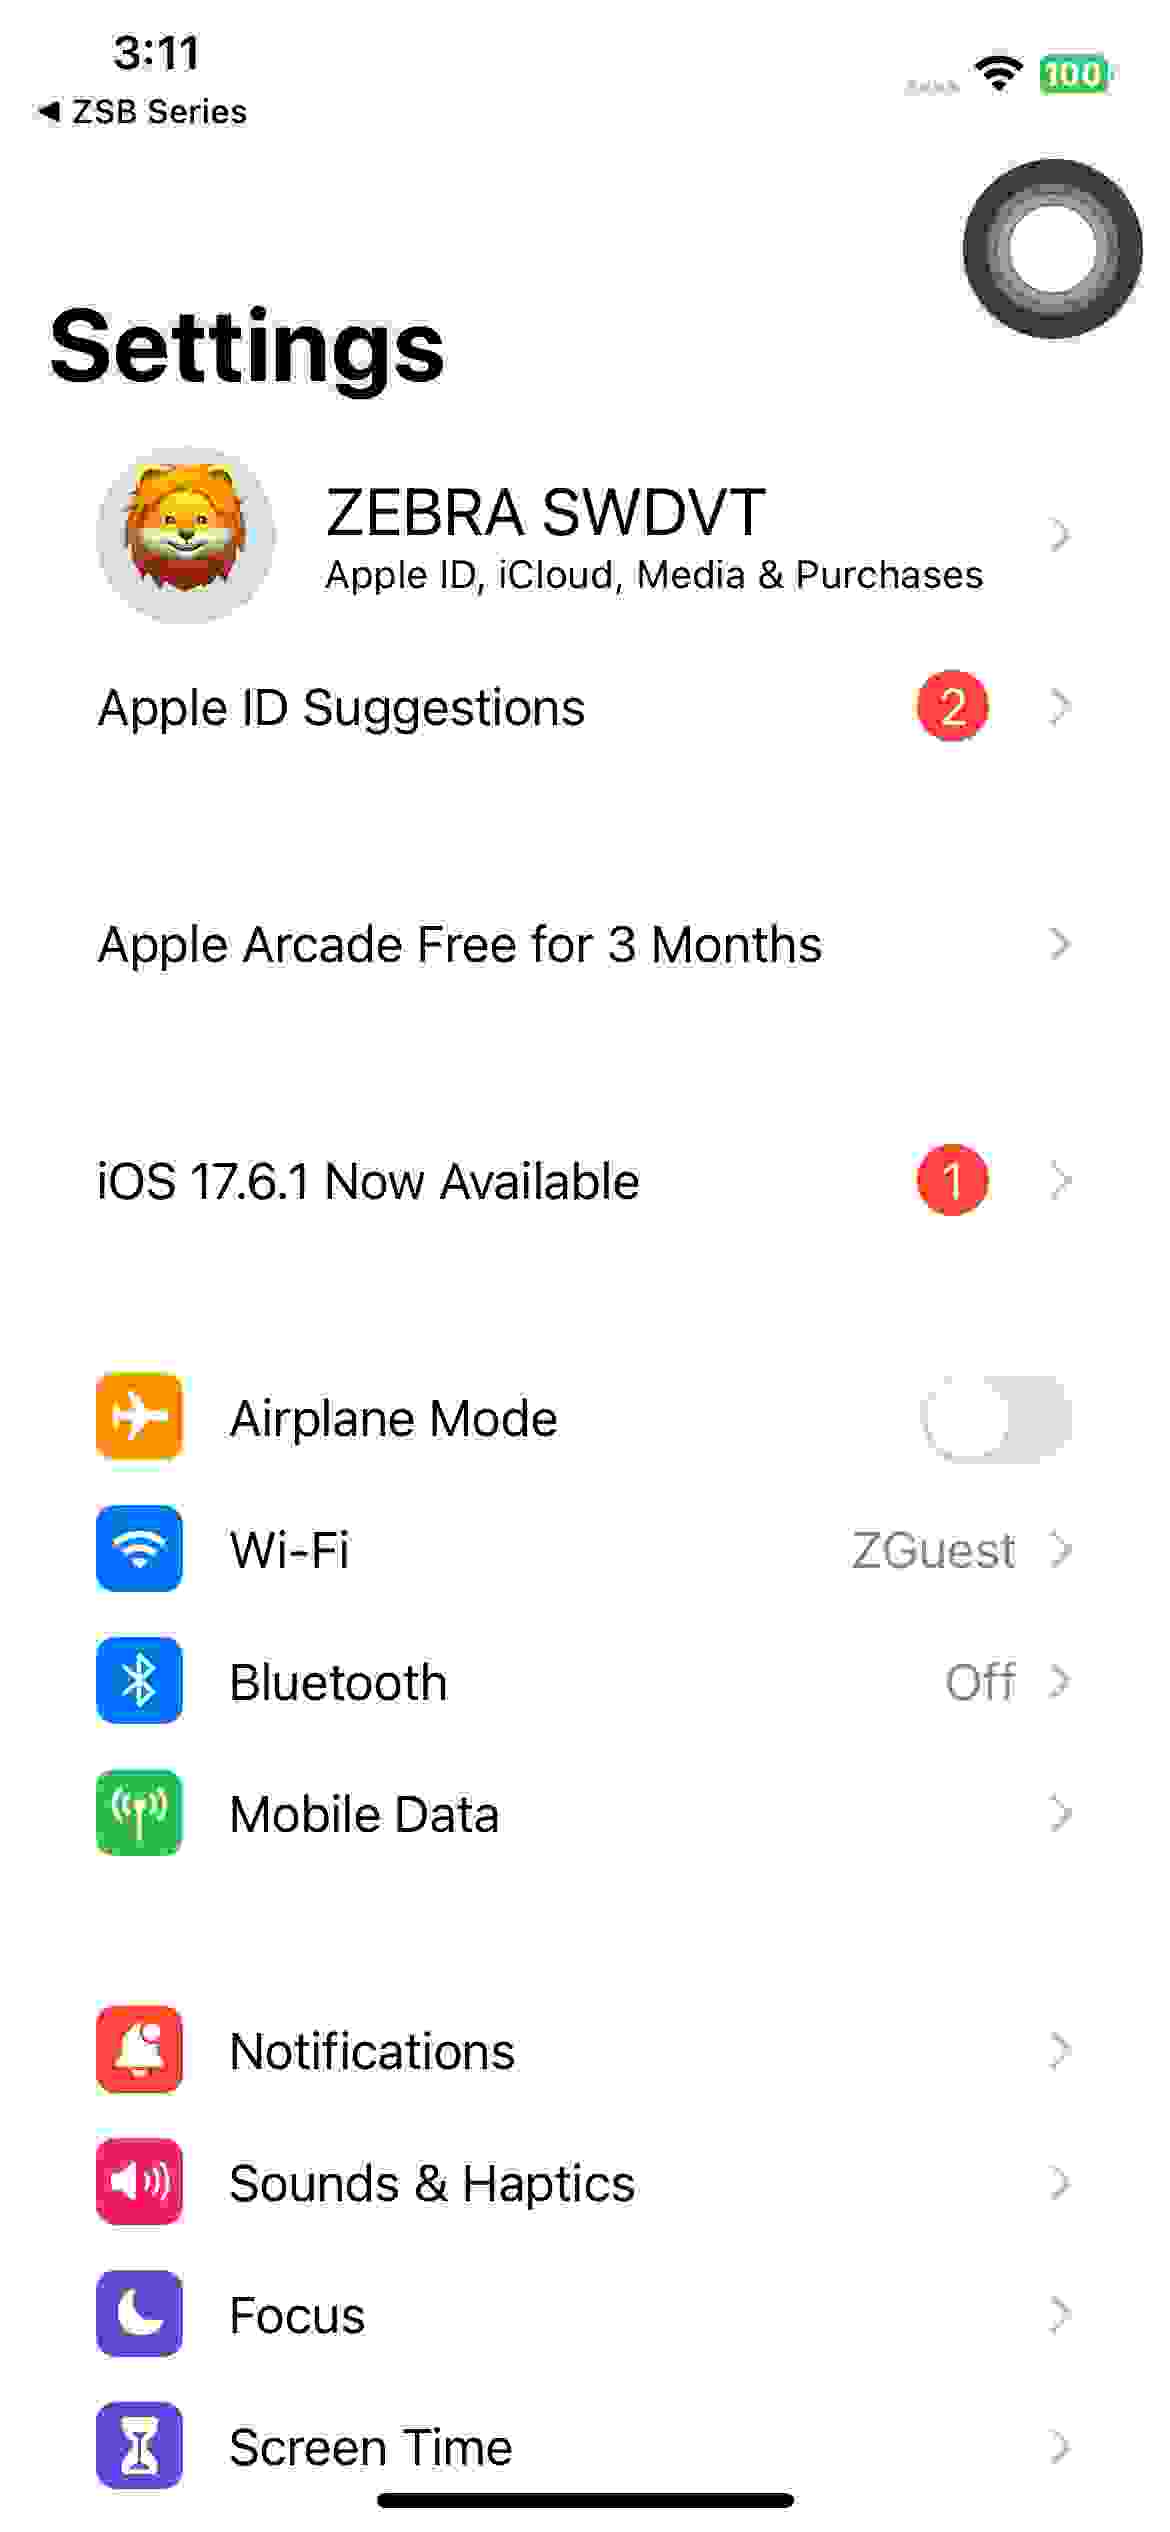 3:11
100
◀ ZSB Series
Settings
ZEBRA SWDVT
Apple ID, iCloud, Media & Purchases
Apple ID Suggestions 2
Apple Arcade Free for 3 Months
iOS 17.6.1 Now Available 1
Airplane Mode
Wi-Fi ZGuest
Bluetooth Off
Mobile Data
Notifications
Sounds & Haptics
Focus
Screen Time